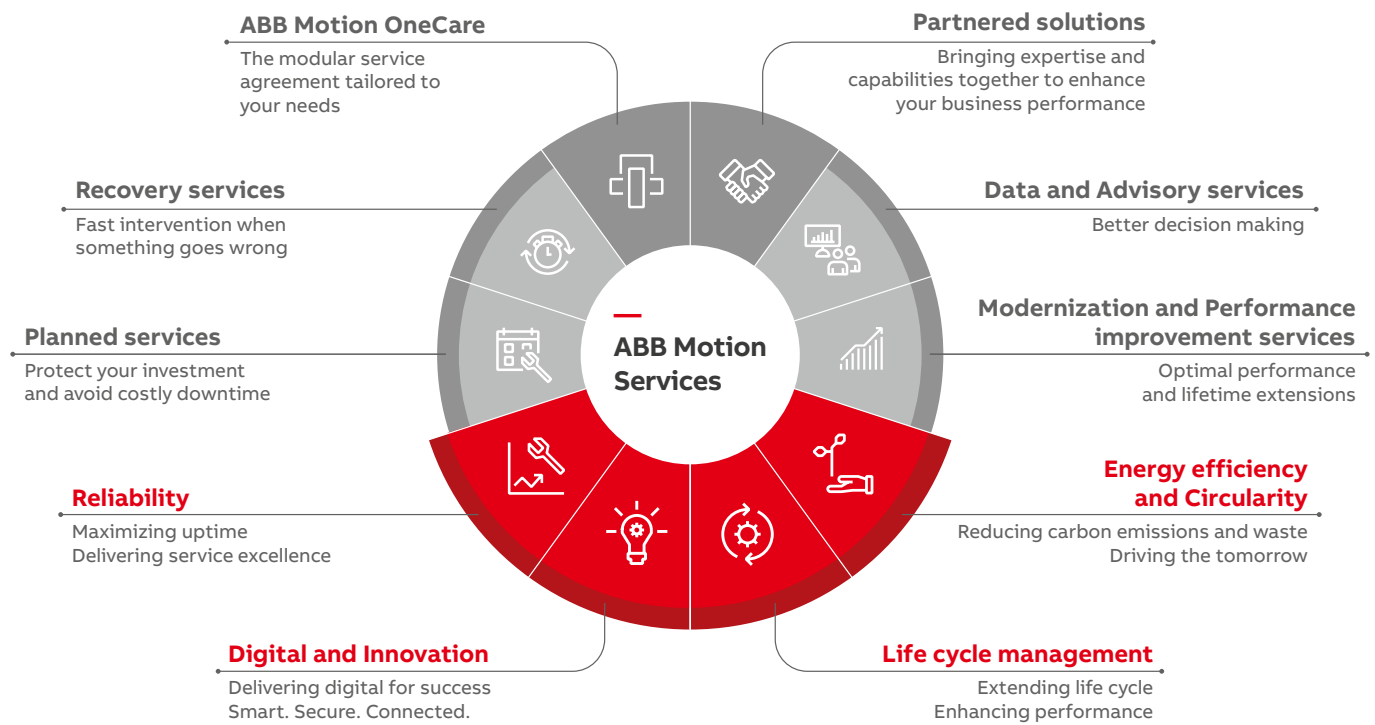 ABB Motion OneCare
The modular service
agreement tailored to
your needs
Partnered solutions
Bringing expertise and
capabilities together to enhance
your business performance
Recovery services
Fast intervention when
something goes wrong
Data and Advisory services
Better decision making
Planned services
Protect your investment
and avoid costly downtime
ABB Motion
Services
Modernization and Performance
improvement services
Optimal performance
and lifetime extensions
Reliability
Maximizing uptime
Delivering service excellence
Energy efficiency
and Circularity
Reducing carbon emissions and waste
Driving the tomorrow
Digital and Innovation
Delivering digital for success
Smart. Secure. Connected.
Life cycle management
Extending life cycle
Enhancing performance